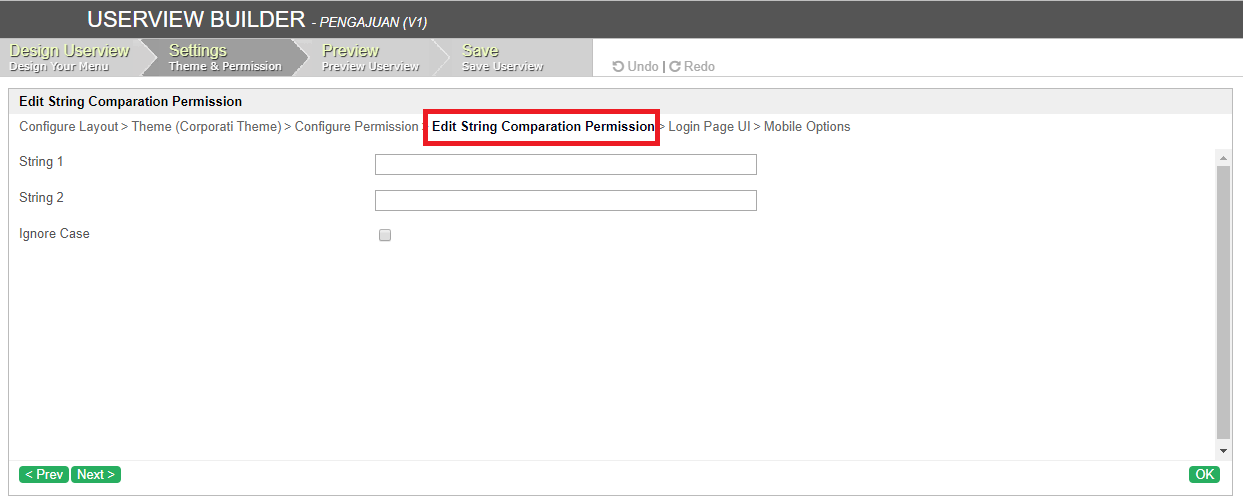 USERVIEW BUILDER - PENGAJUAN (V1)
Design Userview Settings Preview Save
Design Your Menu Theme & Permission Preview Userview Save Userview Undo | Redo
Edit String Comparation Permission
Configure Layout > Theme (Corporati Theme) > Configure Permission > Edit String Comparation Permission > Login Page UI > Mobile Options
String 1
String 2
Ignore Case
< Prev Next > OK